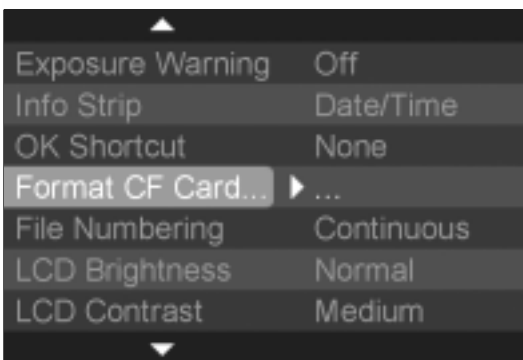 Exposure Warning Off
Info Strip Date/Time
OK Shortcut None
Format CF Card... ...
File Numbering Continuous
LCD Brightness Normal
LCD Contrast Medium